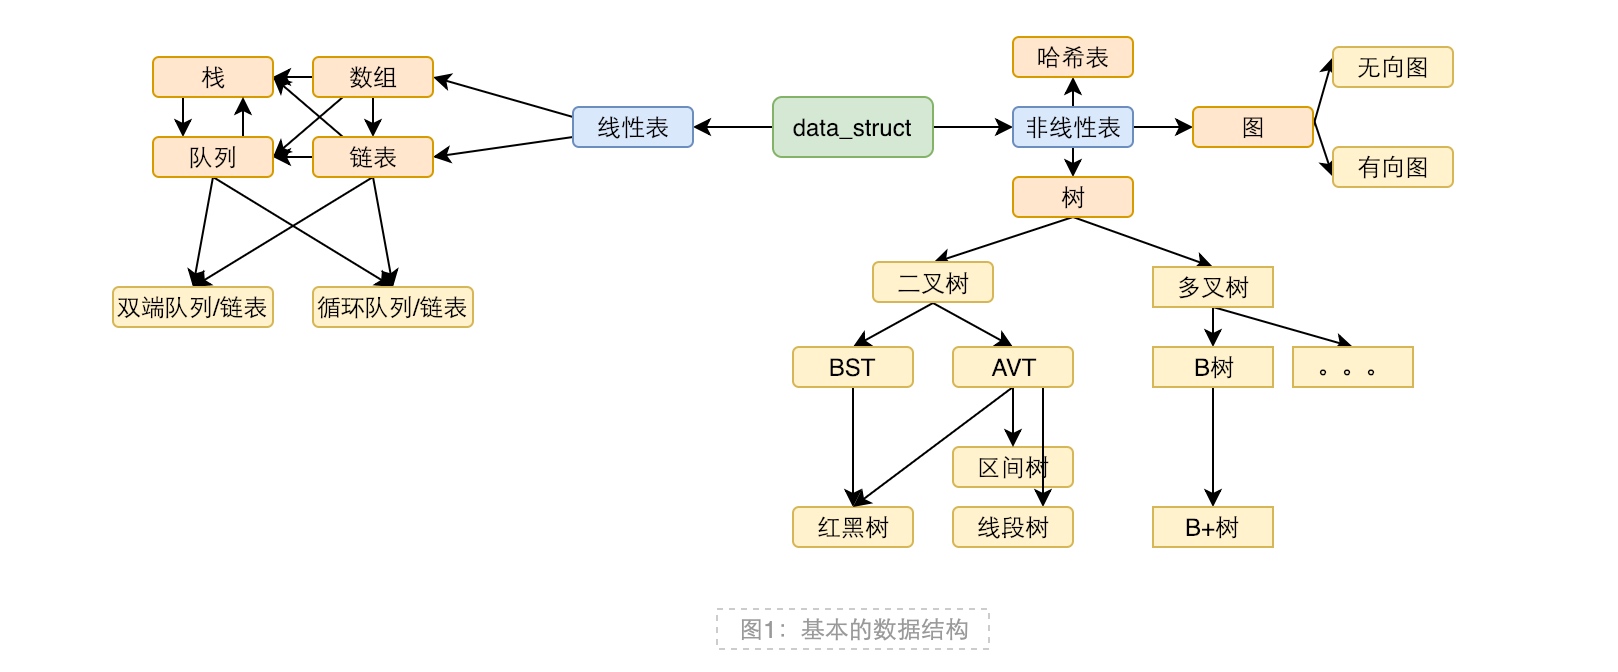 哈希表
栈
数组
无向图
线性表
data_struct
非线性表
图
队列
链表
有向图
树
二叉树
多叉树
双端队列/链表
循环队列/链表
BST
AVT
B树
。。。
区间树
红黑树
线段树
B+树
图1：基本的数据结构